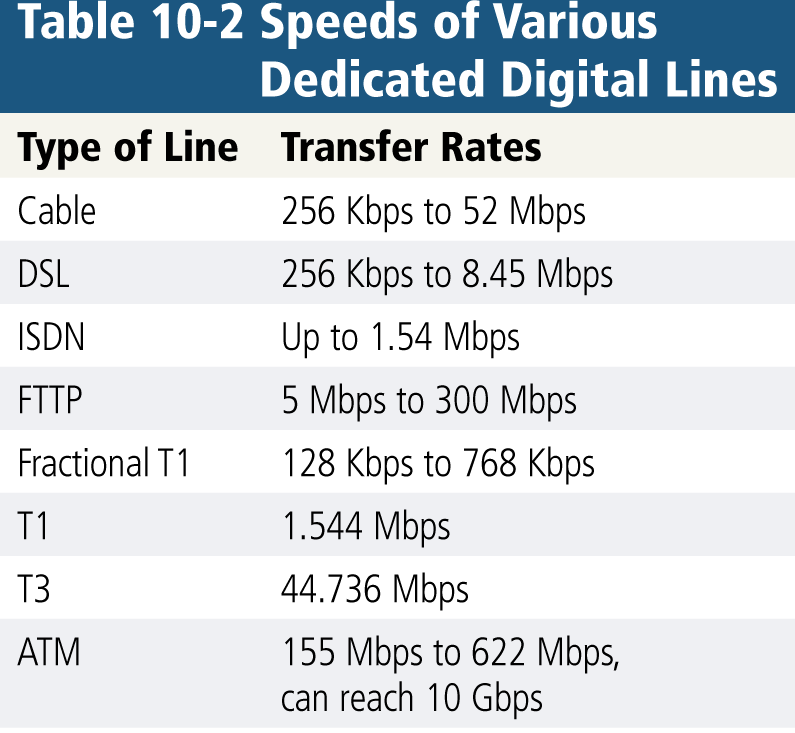 Table 10-2 Speeds of Various
Dedicated Digital Lines
Type of Line Transfer Rates
Cable 256 Kbps to 52 Mbps
DSL 256 Kbps to 8.45 Mbps
ISDN Up to 1.54 Mbps
FTTP 5 Mbps to 300 Mbps
Fractional T1 128 Kbps to 768 Kbps
T1 1.544 Mbps
T3 44.736 Mbps
ATM 155 Mbps to 622 Mbps,
can reach 10 Gbps